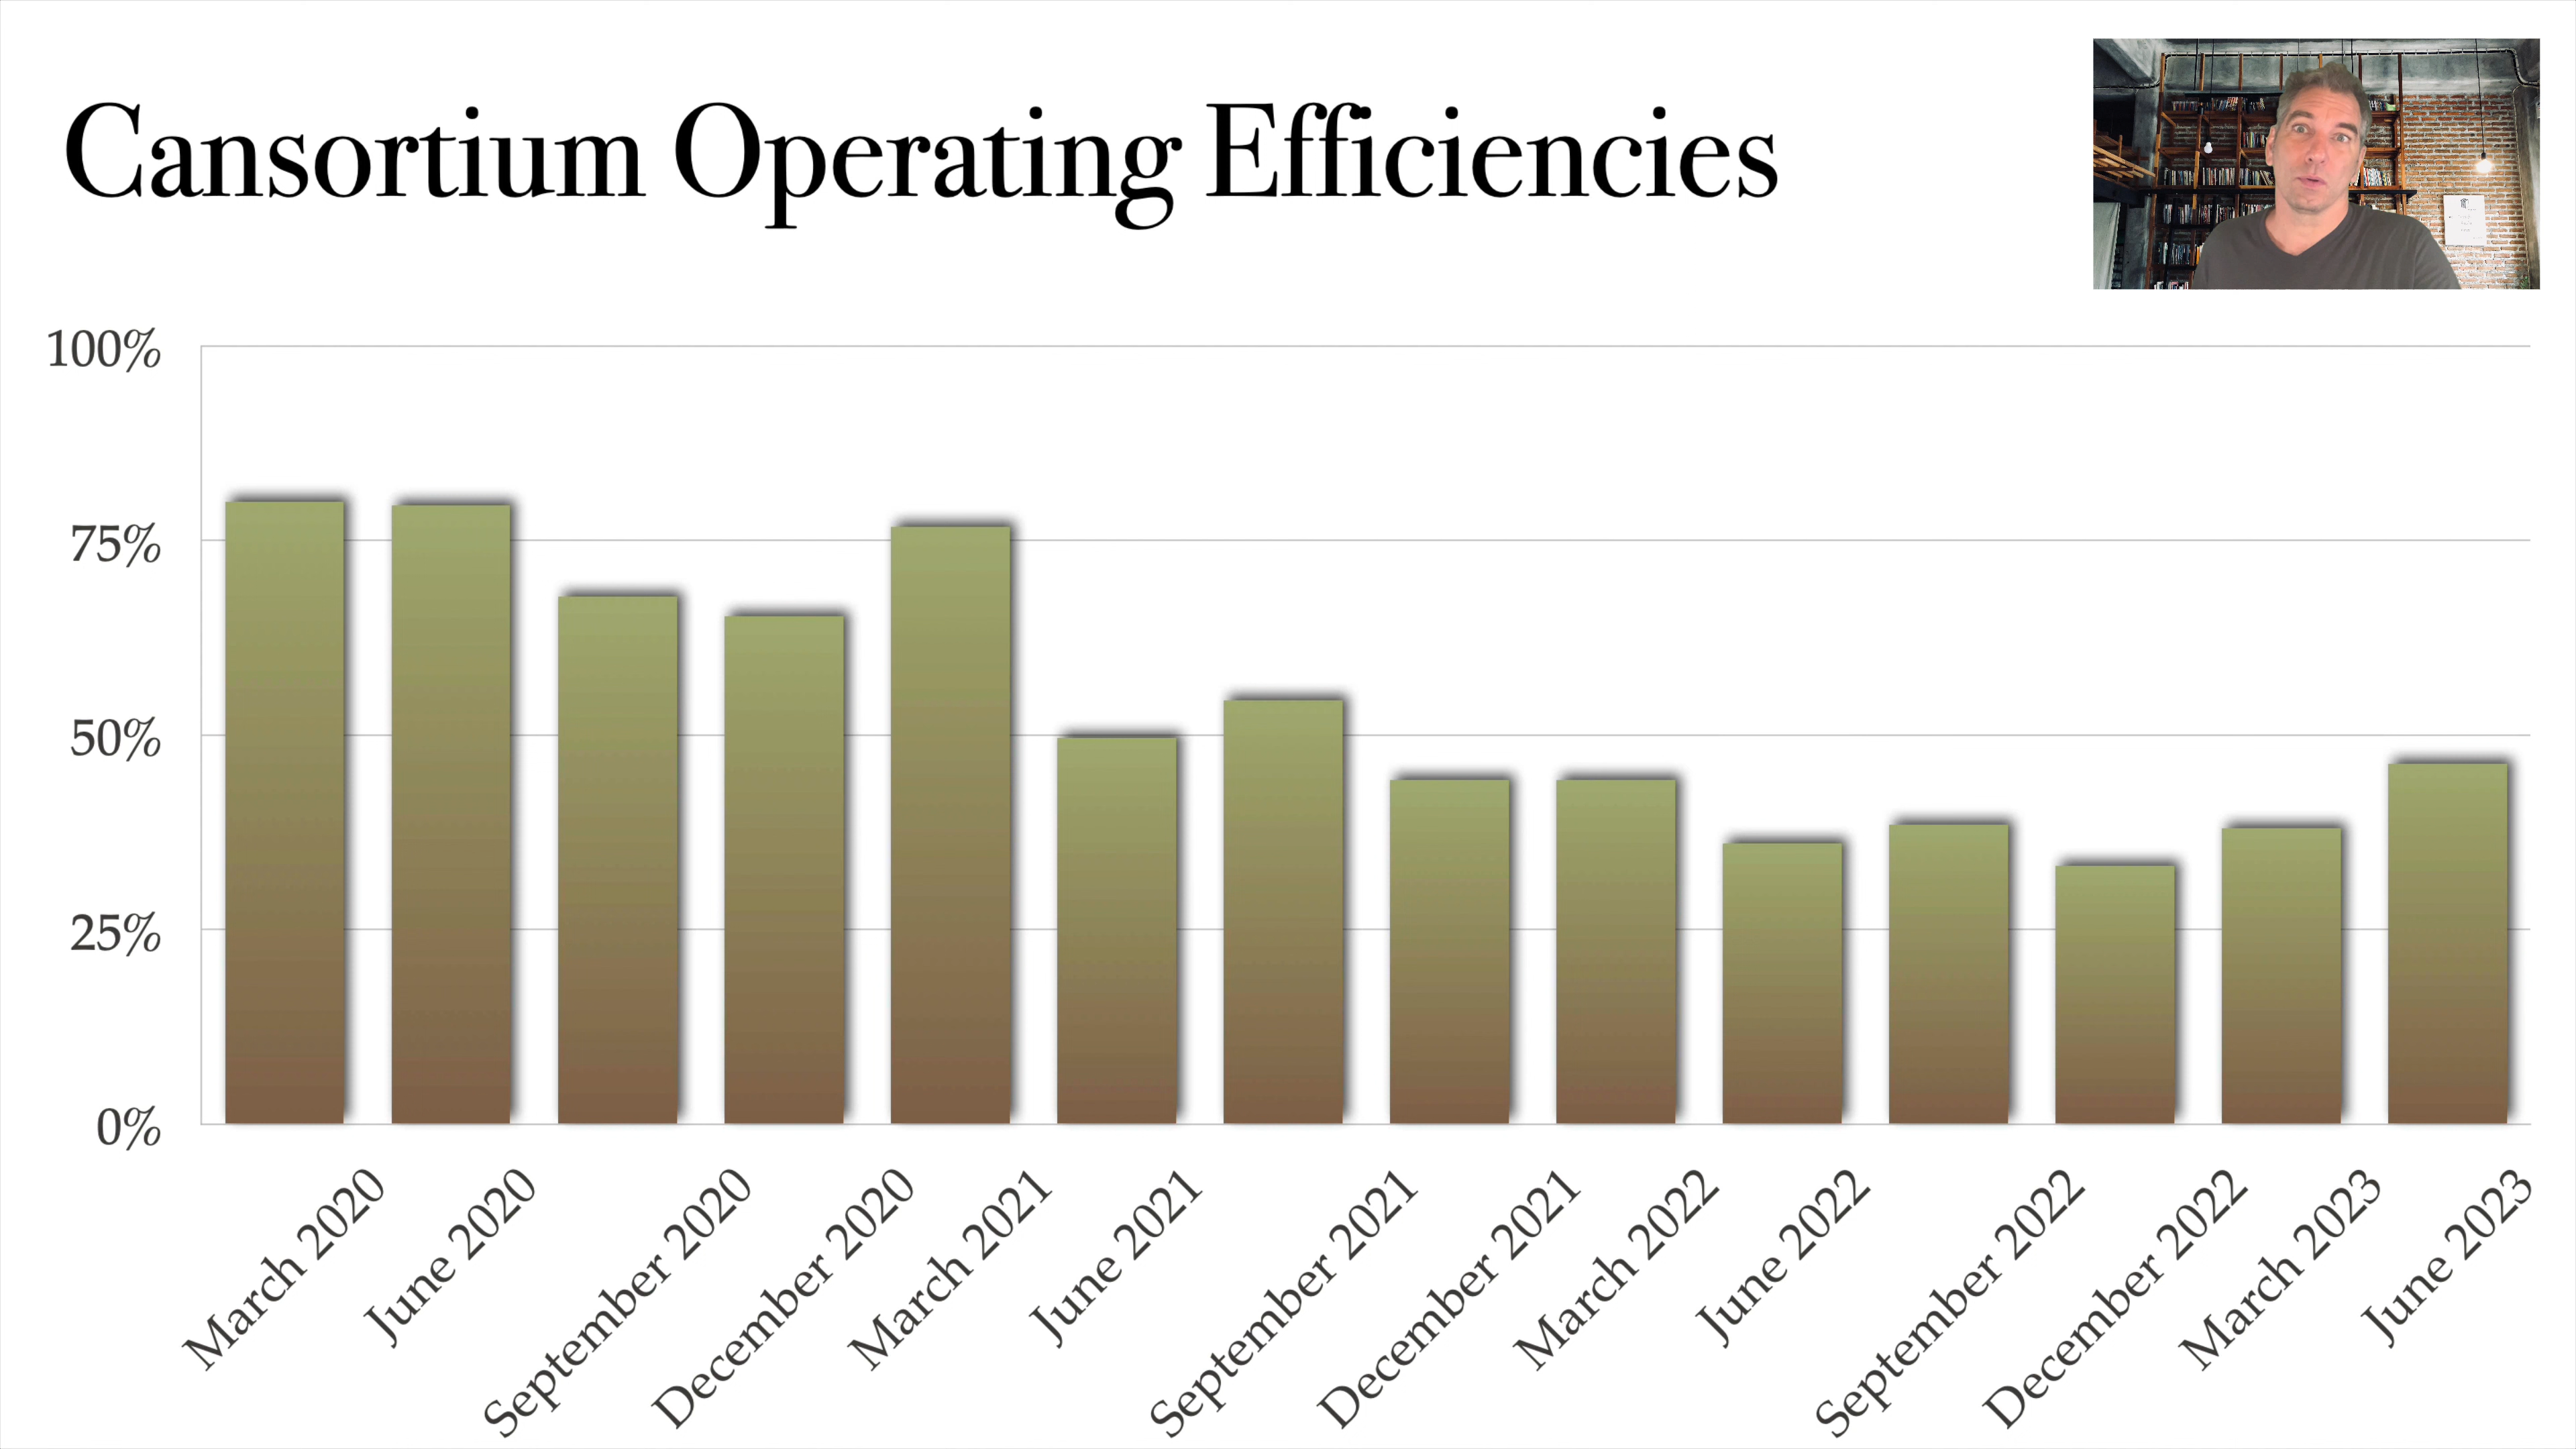 Cansortium Operating Efficiencies
100%
75%
50%
25%
0%
March 2020
June 2020
September 2020
December 2020
March 2021
June 2021
September 2021
December 2021
March 2022
June 2022
September 2022
December 2022
March 2023
June 2023